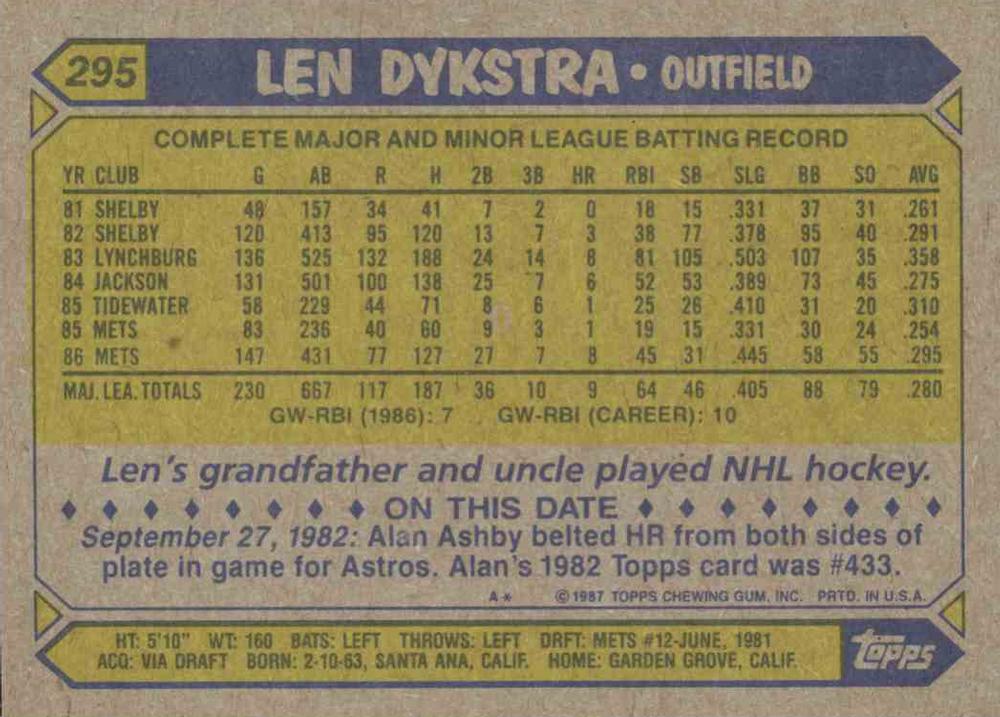 295 LEN DYKSTRA • OUTFIELD
COMPLETE MAJOR AND MINOR LEAGUE BATTING RECORD
YR CLUB G AB R H 2B 3B HR RBI SB SLG BB SO AVG
81 SHELBY 48 157 34 41 7 2 0 18 15 .331 37 31 .261
82 SHELBY 120 413 95 120 13 7 3 38 77 .378 95 40 .291
83 LYNCHBURG 136 525 132 188 24 14 8 81 105 .503 107 35 .358
84 JACKSON 131 501 100 138 25 7 6 52 53 .389 73 45 .275
85 TIDEWATER 58 229 44 71 8 6 1 25 26 .410 31 20 .310
85 METS 83 236 40 60 9 3 1 19 15 .331 30 24 .254
86 METS 147 431 77 127 27 7 8 45 31 .445 58 55 .295
MAJ. LEA. TOTALS 230 667 117 187 36 10 9 64 46 .405 88 79 .280
GW-RBI (1986): 7 GW-RBI (CAREER): 10
Len's grandfather and uncle played NHL hockey.
♦ ♦ ♦ ♦ ♦ ♦ ♦ ♦ ON THIS DATE ♦ ♦ ♦ ♦ ♦ ♦ ♦ ♦
September 27, 1982: Alan Ashby belted HR from both sides of
plate in game for Astros. Alan's 1982 Topps card was #433.
A* © 1987 TOPPS CHEWING GUM, INC. PRTD. IN U.S.A.
HT: 5'10" WT: 160 BATS: LEFT THROWS: LEFT DRFT: METS #12-JUNE, 1981
ACQ: VIA DRAFT BORN: 2-10-63, SANTA ANA, CALIF. HOME: GARDEN GROVE, CALIF.
topps